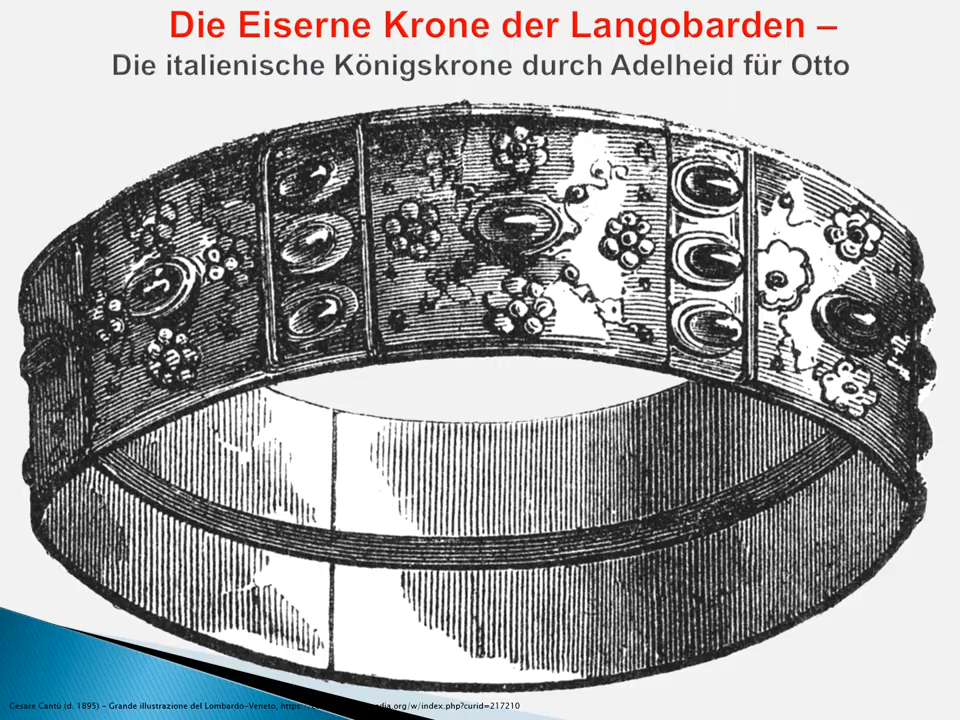 Die Eiserne Krone der Langobarden –
Die italienische Königskrone durch Adelheid für Otto
Cesare Cantù (d. 1895) - Grande illustrazione del Lombardo-Veneto, https:// .org/w/index.php?curid=217210